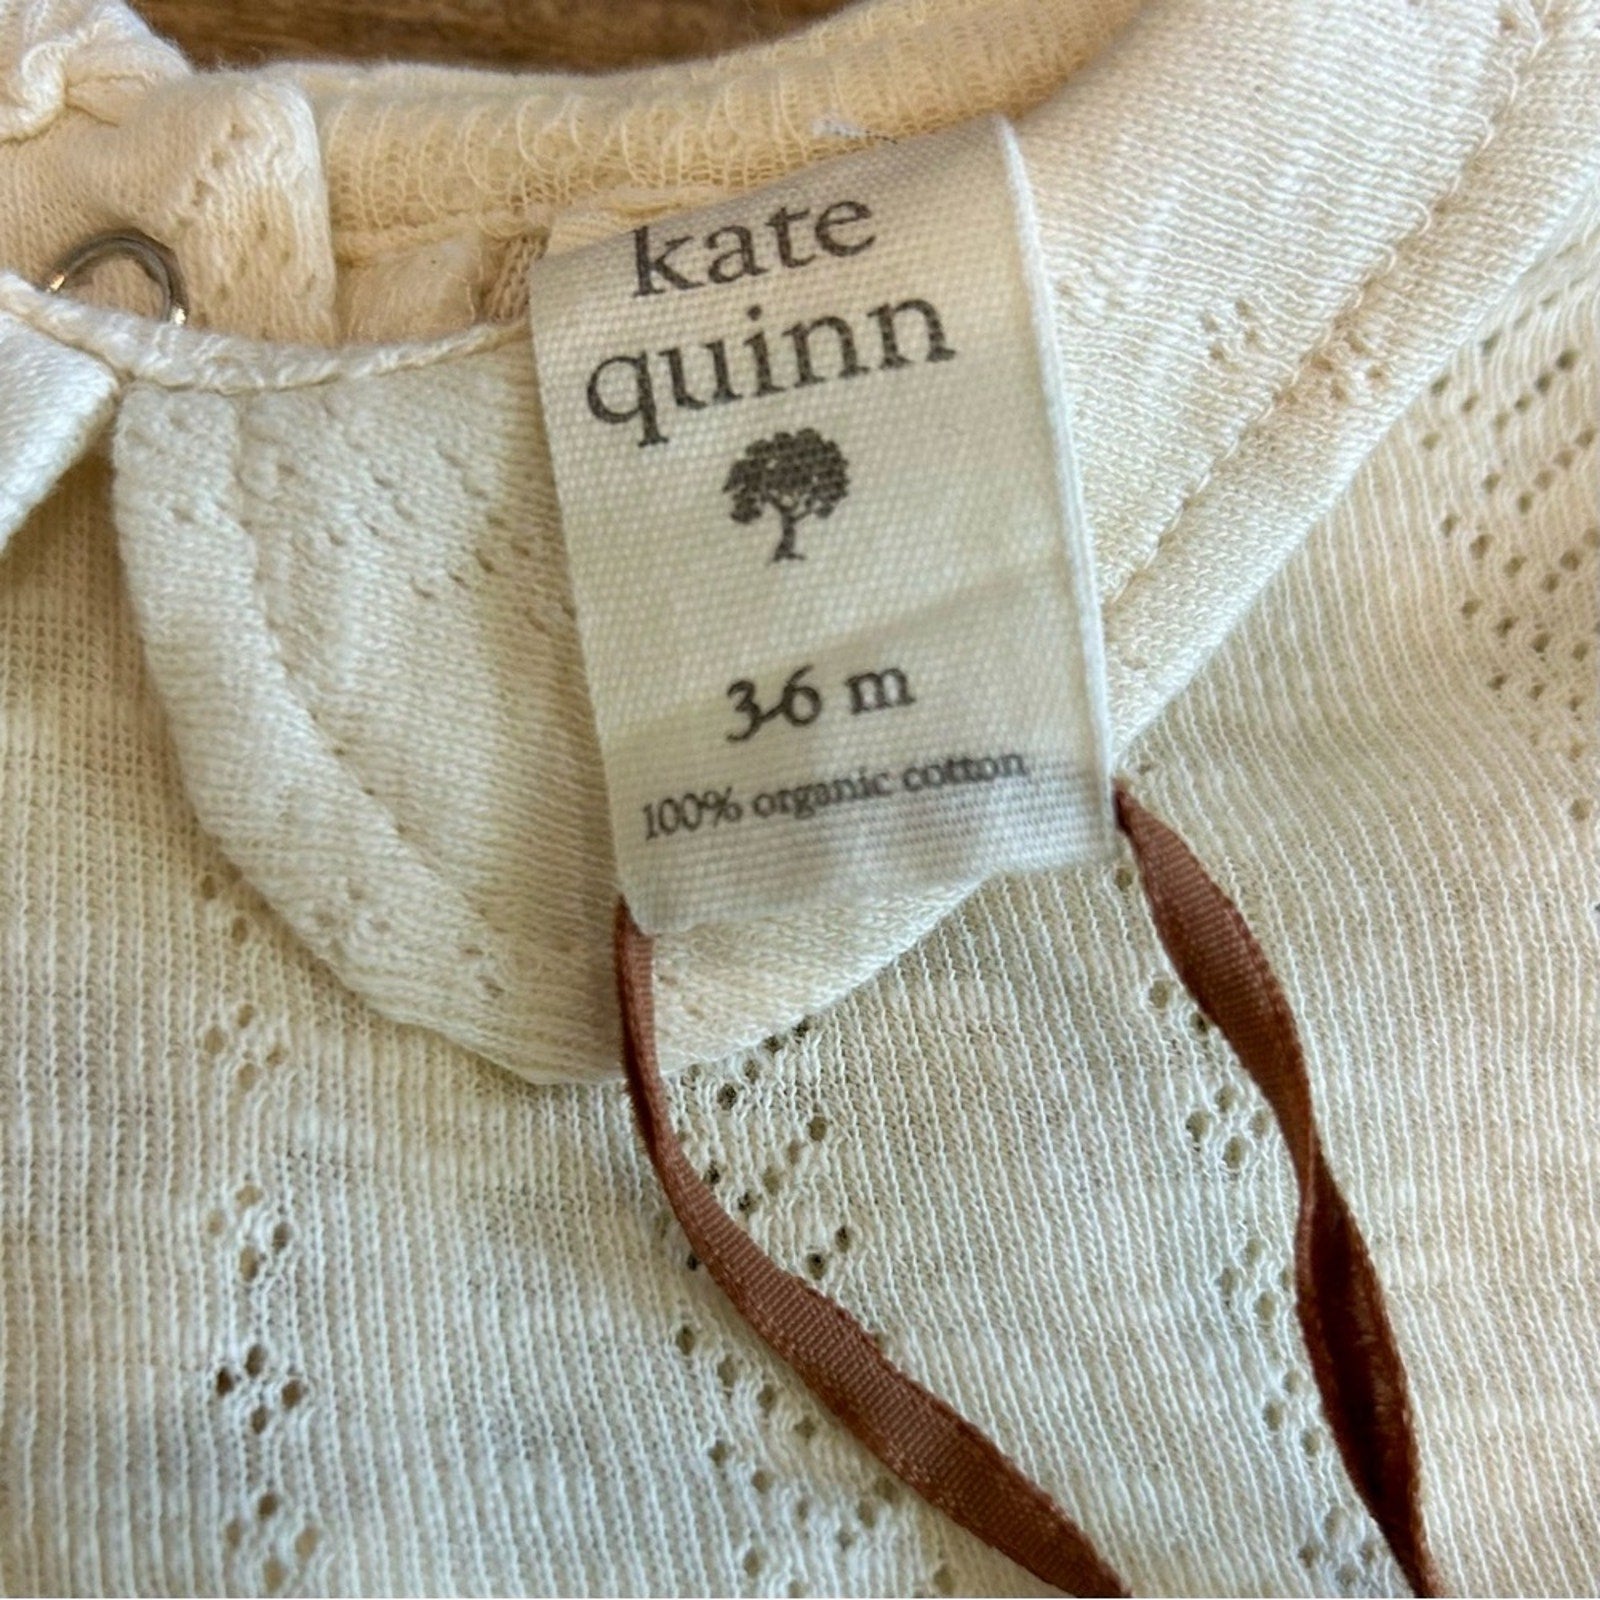 kate
quinn
3-6 m
100% organic cotton